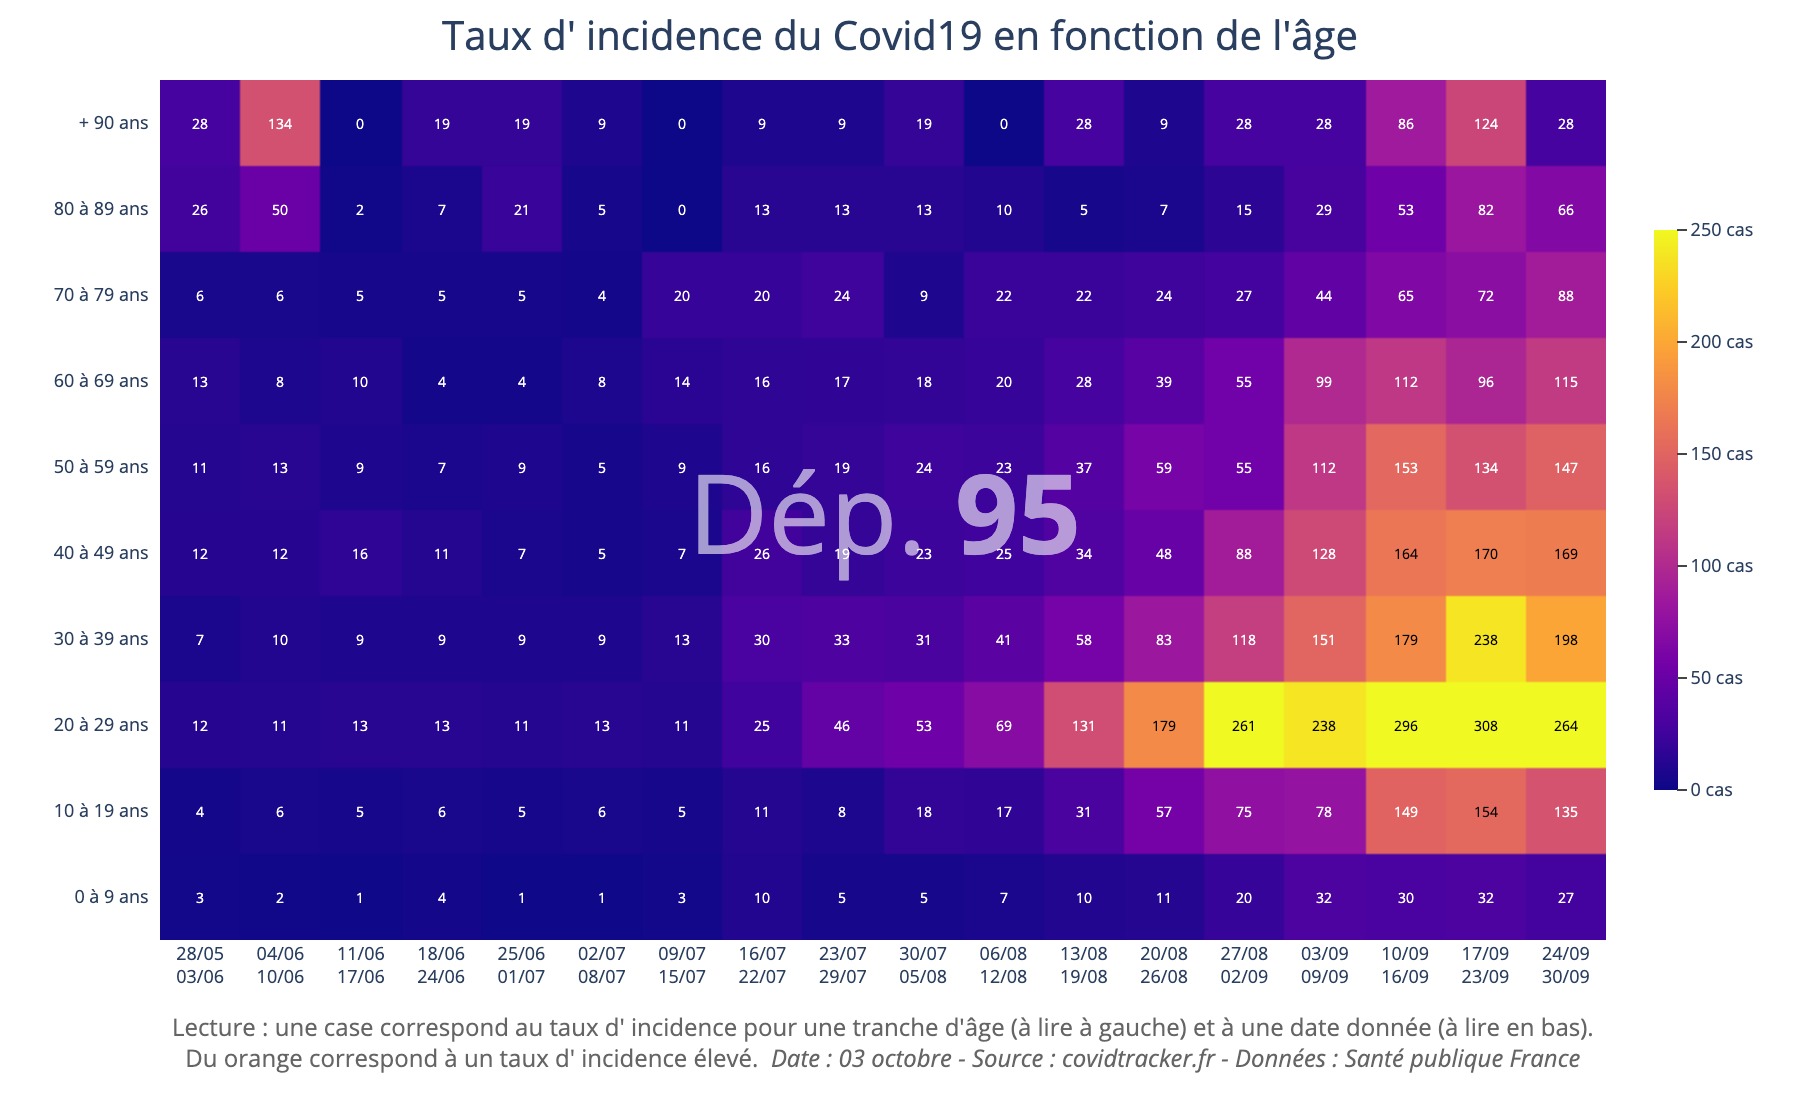 Taux d' incidence du Covid19 en fonction de l'âge
+ 90 ans 28 134 0 19 19 9 0 9 9 19 0 28 9 28 28 86 124 28
80 à 89 ans 26 50 2 7 21 5 0 13 13 13 10 5 7 15 29 53 82 66
250 cas
70 à 79 ans 6 6 5 5 5 4 20 20 24 9 22 22 24 27 44 65 72 88
200 cas
60 à 69 ans 13 8 10 4 4 8 14 16 17 18 20 28 39 55 99 112 96 115
150 cas
50 à 59 ans 11 13 9 7 9 5 9 16 19 24 23 37 59 55 112 153 134 147
Dép. 95
40 à 49 ans 12 12 16 11 7 5 7 26 19 23 25 34 48 88 128 164 170 169
100 cas
30 à 39 ans 7 10 9 9 9 9 13 30 33 31 41 58 83 118 151 179 238 198
50 cas
20 à 29 ans 12 11 13 13 11 13 11 25 46 53 69 131 179 261 238 296 308 264
0 cas
10 à 19 ans 4 6 5 6 5 6 5 11 8 18 17 31 57 75 78 149 154 135
0 à 9 ans 3 2 1 4 1 1 3 10 5 5 7 10 11 20 32 30 32 27
28/05 04/06 11/06 18/06 25/06 02/07 09/07 16/07 23/07 30/07 06/08 13/08 20/08 27/08 03/09 10/09 17/09 24/09
03/06 10/06 17/06 24/06 01/07 08/07 15/07 22/07 29/07 05/08 12/08 19/08 26/08 02/09 09/09 16/09 23/09 30/09
Lecture : une case correspond au taux d' incidence pour une tranche d'âge (à lire à gauche) et à une date donnée (à lire en bas).
Du orange correspond à un taux d' incidence élevé. Date : 03 octobre - Source : covidtracker.fr - Données : Santé publique France